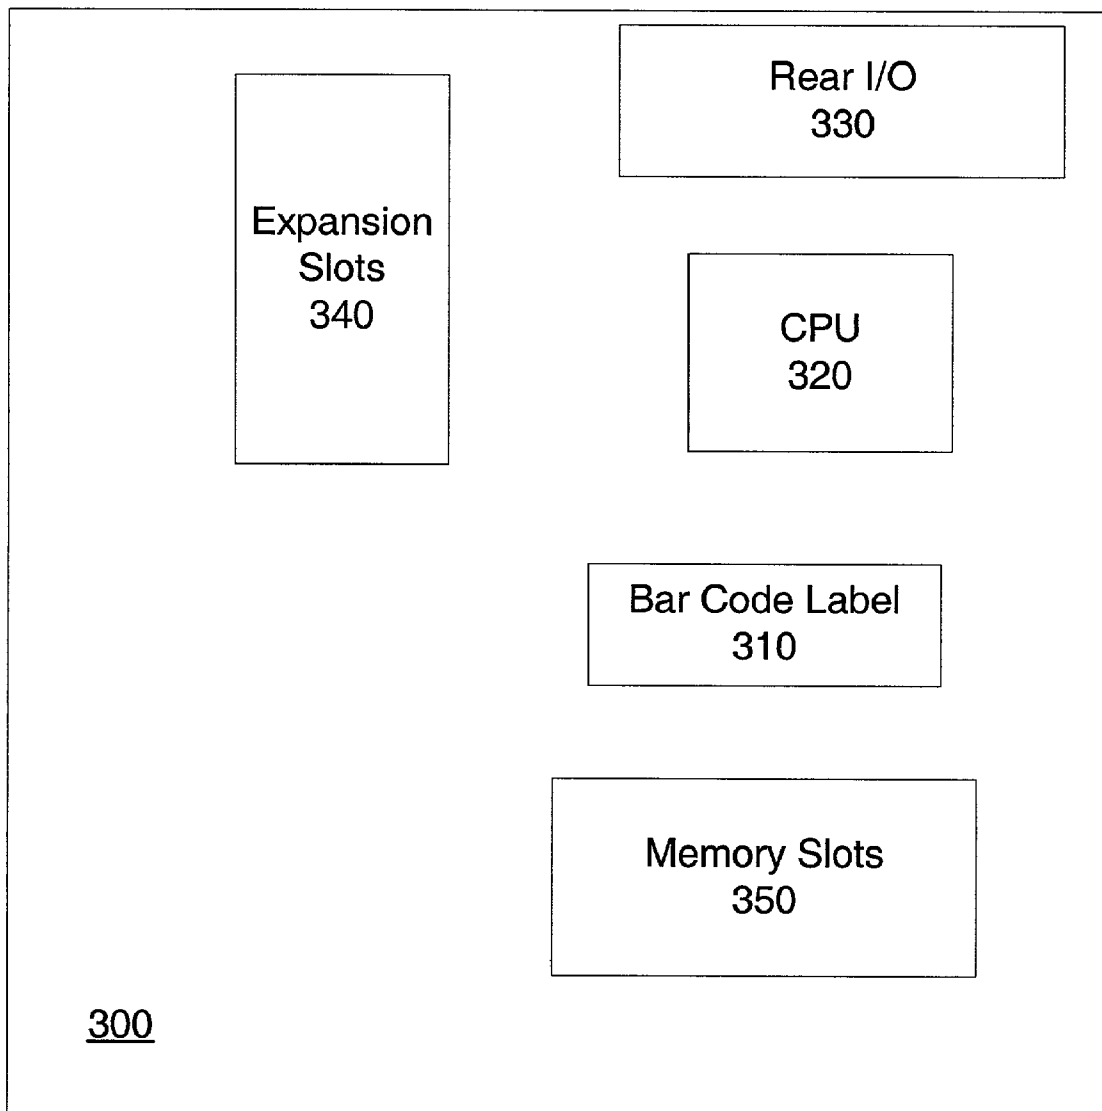 Rear I/O
330
Expansion
Slots
340
CPU
320
Bar Code Label
310
Memory Slots
350
300